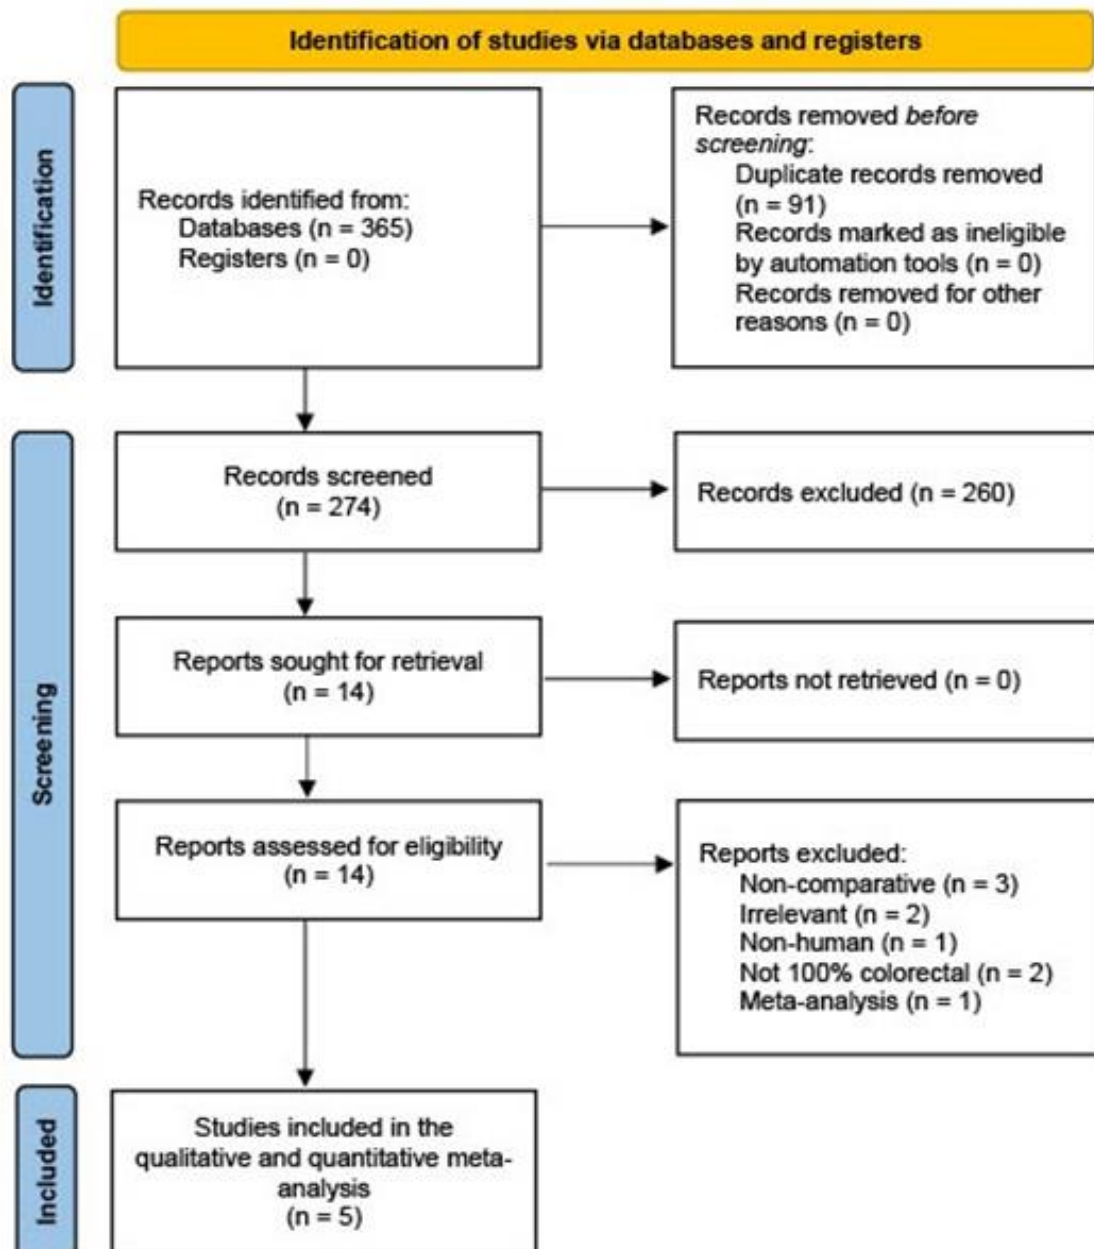 Identification of studies via databases and registers
Identification
Records identified from:
Databases (n = 365)
Registers (n = 0)
Records removed before
screening:
Duplicate records removed
(n = 91)
Records marked as ineligible
by automation tools (n = 0)
Records removed for other
reasons (n = 0)
Screening
Records screened
(n = 274)
Records excluded (n = 260)
Reports sought for retrieval
(n = 14)
Reports not retrieved (n = 0)
Reports assessed for eligibility
(n = 14)
Reports excluded:
Non-comparative (n = 3)
Irrelevant (n = 2)
Non-human (n = 1)
Not 100% colorectal (n = 2)
Meta-analysis (n = 1)
Included
Studies included in the
qualitative and quantitative meta-
analysis
(n = 5)